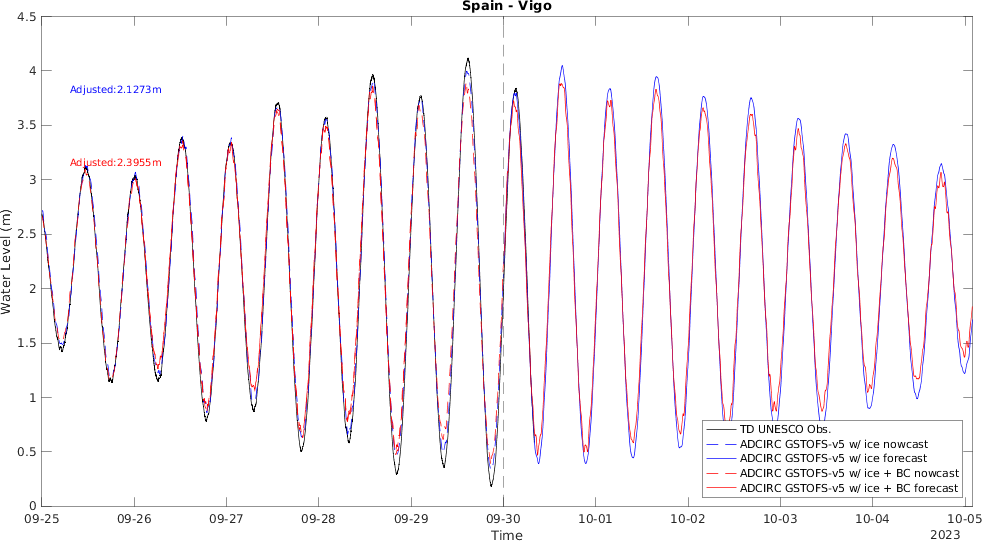 Spain - Vigo
4.5
4
3.5
3
2.5
2
1.5
1
0.5
0
Water Level (m)
Adjusted:2.1273m
Adjusted:2.3955m
TD UNESCO Obs.
ADCIRC GSTOFS-v5 w/ ice nowcast
ADCIRC GSTOFS-v5 w/ ice forecast
ADCIRC GSTOFS-v5 w/ ice + BC nowcast
ADCIRC GSTOFS-v5 w/ ice + BC forecast
09-25 09-26 09-27 09-28 09-29 09-30 10-01 10-02 10-03 10-04 10-05
Time
2023